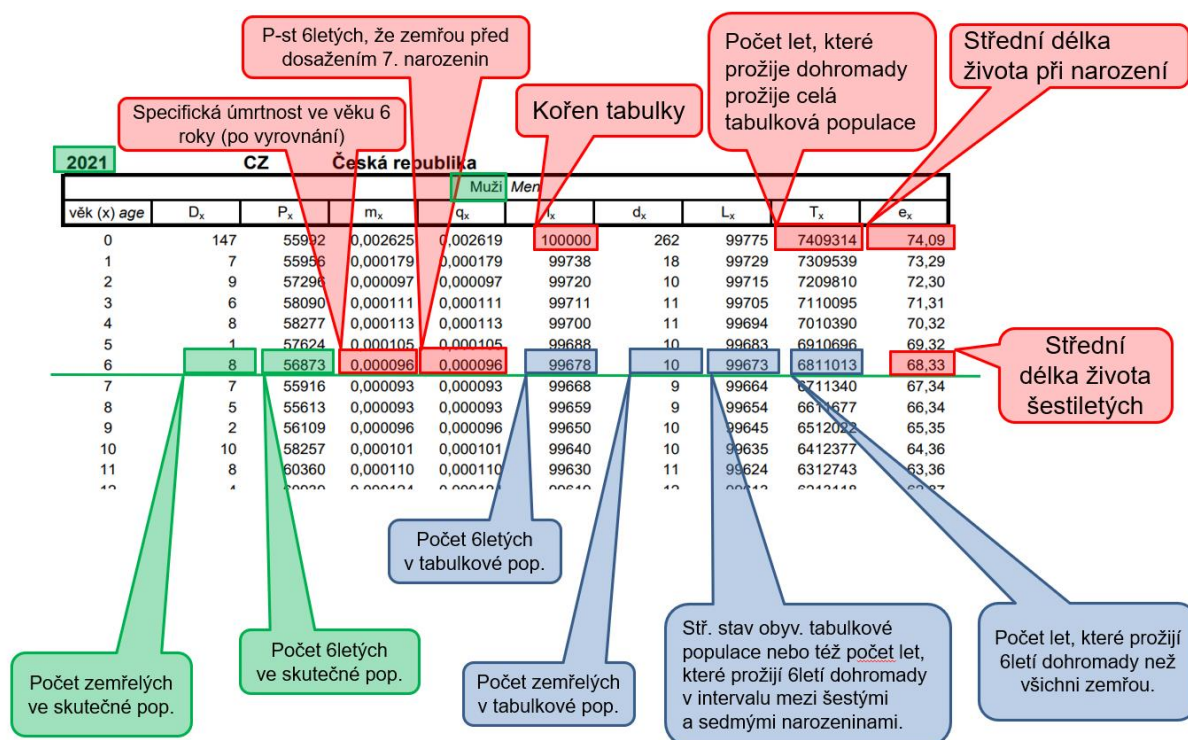 P-st 6letých, že zemřou před
dosažením 7. narozenin
Specifická úmrtnost ve věku 6
roky (po vyrovnání)
Kořen tabulky
Počet let, které
prožije dohromady
prožije celá
tabulková populace
Střední délka
života při narození
2021 CZ Česká republika
Muži Men
věk (x) age Dx Px mx qx lx dx Lx Tx ex
0 147 55992 0,002625 0,002619 100000 262 99775 7409314 74,09
1 7 55956 0,000179 0,000179 99738 18 99729 7309539 73,29
2 9 57296 0,000097 0,000097 99720 10 99715 7209810 72,30
3 6 58090 0,000111 0,000111 99711 11 99705 7110095 71,31
4 8 58277 0,000113 0,000113 99700 11 99694 7010390 70,32
5 1 57624 0,000105 0,000105 99688 10 99683 6910696 69,32
6 8 56873 0,000096 0,000096 99678 10 99673 6811013 68,33
7 7 55916 0,000093 0,000093 99668 9 99664 6711340 67,34
8 5 55613 0,000093 0,000093 99659 9 99654 6611677 66,34
9 2 56109 0,000096 0,000096 99650 10 99645 6512022 65,35
10 10 58257 0,000101 0,000101 99640 10 99635 6412377 64,36
11 8 60360 0,000110 0,000110 99630 11 99624 6312743 63,36
Střední
délka života
šestiletých
Počet 6letých
v tabulkové pop.
Počet zemřelých
ve skutečné pop.
Počet 6letých
ve skutečné pop.
Počet zemřelých
v tabulkové pop.
Stř. stav obyv. tabulkové
populace nebo též počet let,
které prožijí 6letí dohromady
v intervalu mezi šestými
a sedmými narozeninami.
Počet let, které prožijí
6letí dohromady než
všichni zemřou.